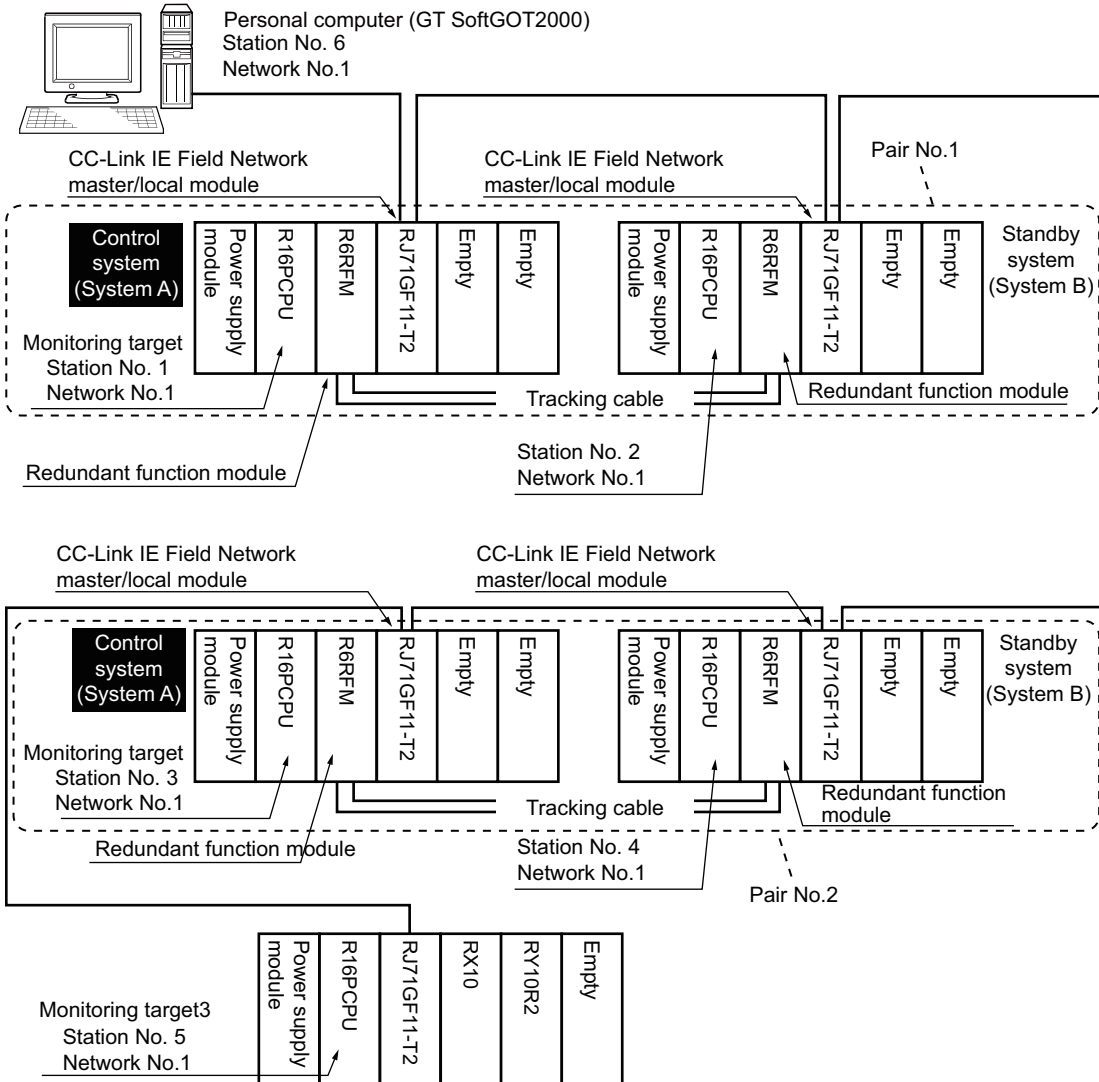 Personal computer (GT SoftGOT2000)
Station No. 6
Network No.1
CC-Link IE Field Network
master/local module
CC-Link IE Field Network
master/local module
Pair No.1
Control
system
(System A)
Power supply
module
R16PCPU
R6RFM
RJ71GF11-T2
Empty
Empty
Power supply
module
R16PCPU
R6RFM
RJ71GF11-T2
Empty
Empty
Standby
system
(System B)
Monitoring target
Station No. 1
Network No.1
Tracking cable
Redundant function module
Redundant function module
Station No. 2
Network No.1
CC-Link IE Field Network
master/local module
CC-Link IE Field Network
master/local module
Control
system
(System A)
Power supply
module
R16PCPU
R6RFM
RJ71GF11-T2
Empty
Empty
Power supply
module
R16PCPU
R6RFM
RJ71GF11-T2
Empty
Empty
Standby
system
(System B)
Monitoring target
Station No. 3
Network No.1
Tracking cable
Redundant function
module
Redundant function module
Station No. 4
Network No.1
Pair No.2
Power supply
module
R16PCPU
RJ71GF11-T2
RX10
RY10R2
Empty
Monitoring target3
Station No. 5
Network No.1